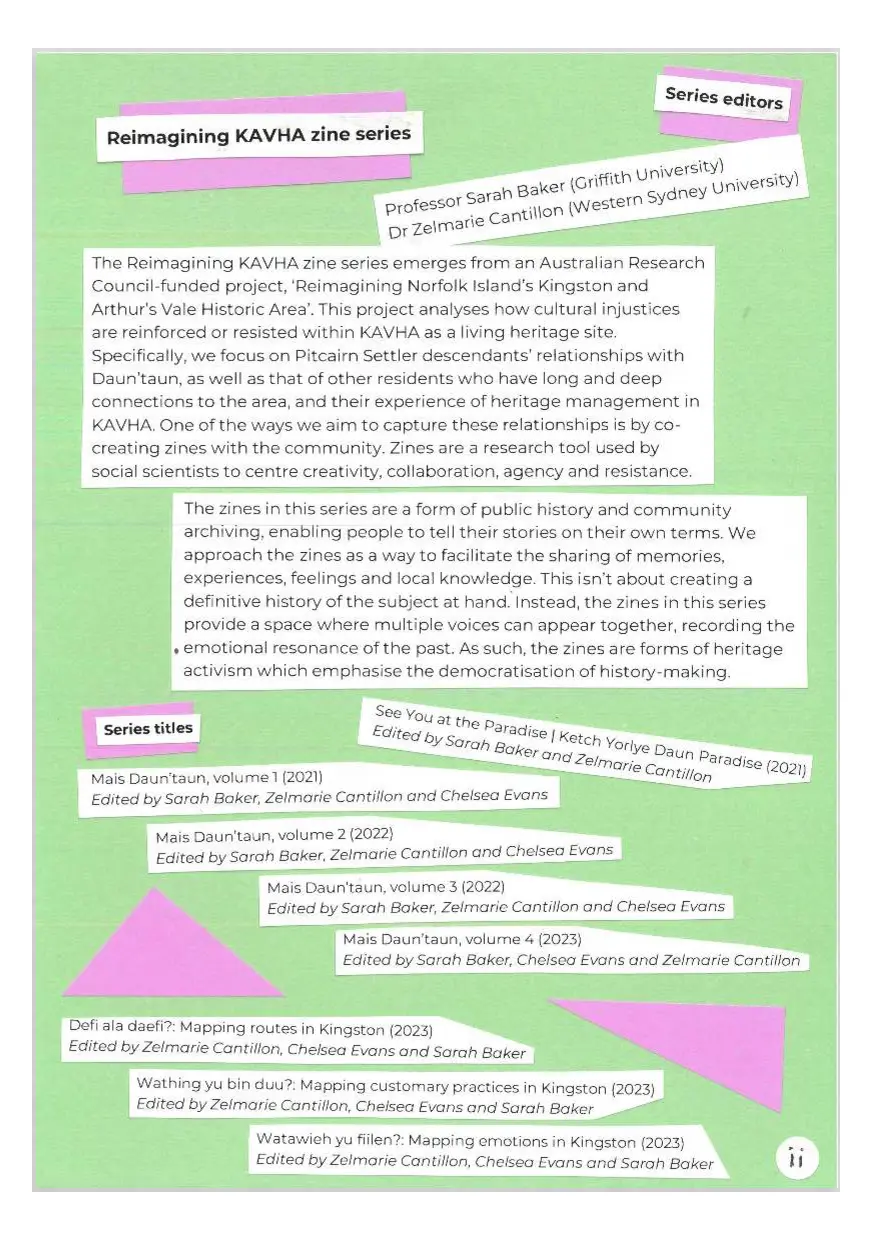 Reimagining KAVHA zine series
Series editors
Professor Sarah Baker (Griffith University)
Dr Zelmarie Cantillon (Western Sydney University)
The Reimagining KAVHA zine series emerges from an Australian Research
Council-funded project, ‘Reimagining Norfolk Island’s Kingston and
Arthur’s Vale Historic Area’. This project analyses how cultural injustices
are reinforced or resisted within KAVHA as a living heritage site.
Specifically, we focus on Pitcairn Settler descendants’ relationships with
Daun’taun, as well as that of other residents who have long and deep
connections to the area, and their experience of heritage management in
KAVHA. One of the ways we aim to capture these relationships is by co-
creating zines with the community. Zines are a research tool used by
social scientists to centre creativity, collaboration, agency and resistance.
The zines in this series are a form of public history and community
archiving, enabling people to tell their stories on their own terms. We
approach the zines as a way to facilitate the sharing of memories,
experiences, feelings and local knowledge. This isn’t about creating a
definitive history of the subject at hand. Instead, the zines in this series
provide a space where multiple voices can appear together, recording the
emotional resonance of the past. As such, the zines are forms of heritage
activism which emphasise the democratisation of history-making.
Series titles
See You at the Paradise | Ketch Yorlye Daun Paradise (2021)
Edited by Sarah Baker and Zelmarie Cantillon
Mais Daun’taun, volume 1 (2021)
Edited by Sarah Baker, Zelmarie Cantillon and Chelsea Evans
Mais Daun’taun, volume 2 (2022)
Edited by Sarah Baker, Zelmarie Cantillon and Chelsea Evans
Mais Daun’taun, volume 3 (2022)
Edited by Sarah Baker, Zelmarie Cantillon and Chelsea Evans
Mais Daun’taun, volume 4 (2023)
Edited by Sarah Baker, Chelsea Evans and Zelmarie Cantillon
Defi ala daefi?: Mapping routes in Kingston (2023)
Edited by Zelmarie Cantillon, Chelsea Evans and Sarah Baker
Wathing yu bin duu?: Mapping customary practices in Kingston (2023)
Edited by Zelmarie Cantillon, Chelsea Evans and Sarah Baker
Watawieh yu fiilen?: Mapping emotions in Kingston (2023)
Edited by Zelmarie Cantillon, Chelsea Evans and Sarah Baker
ii